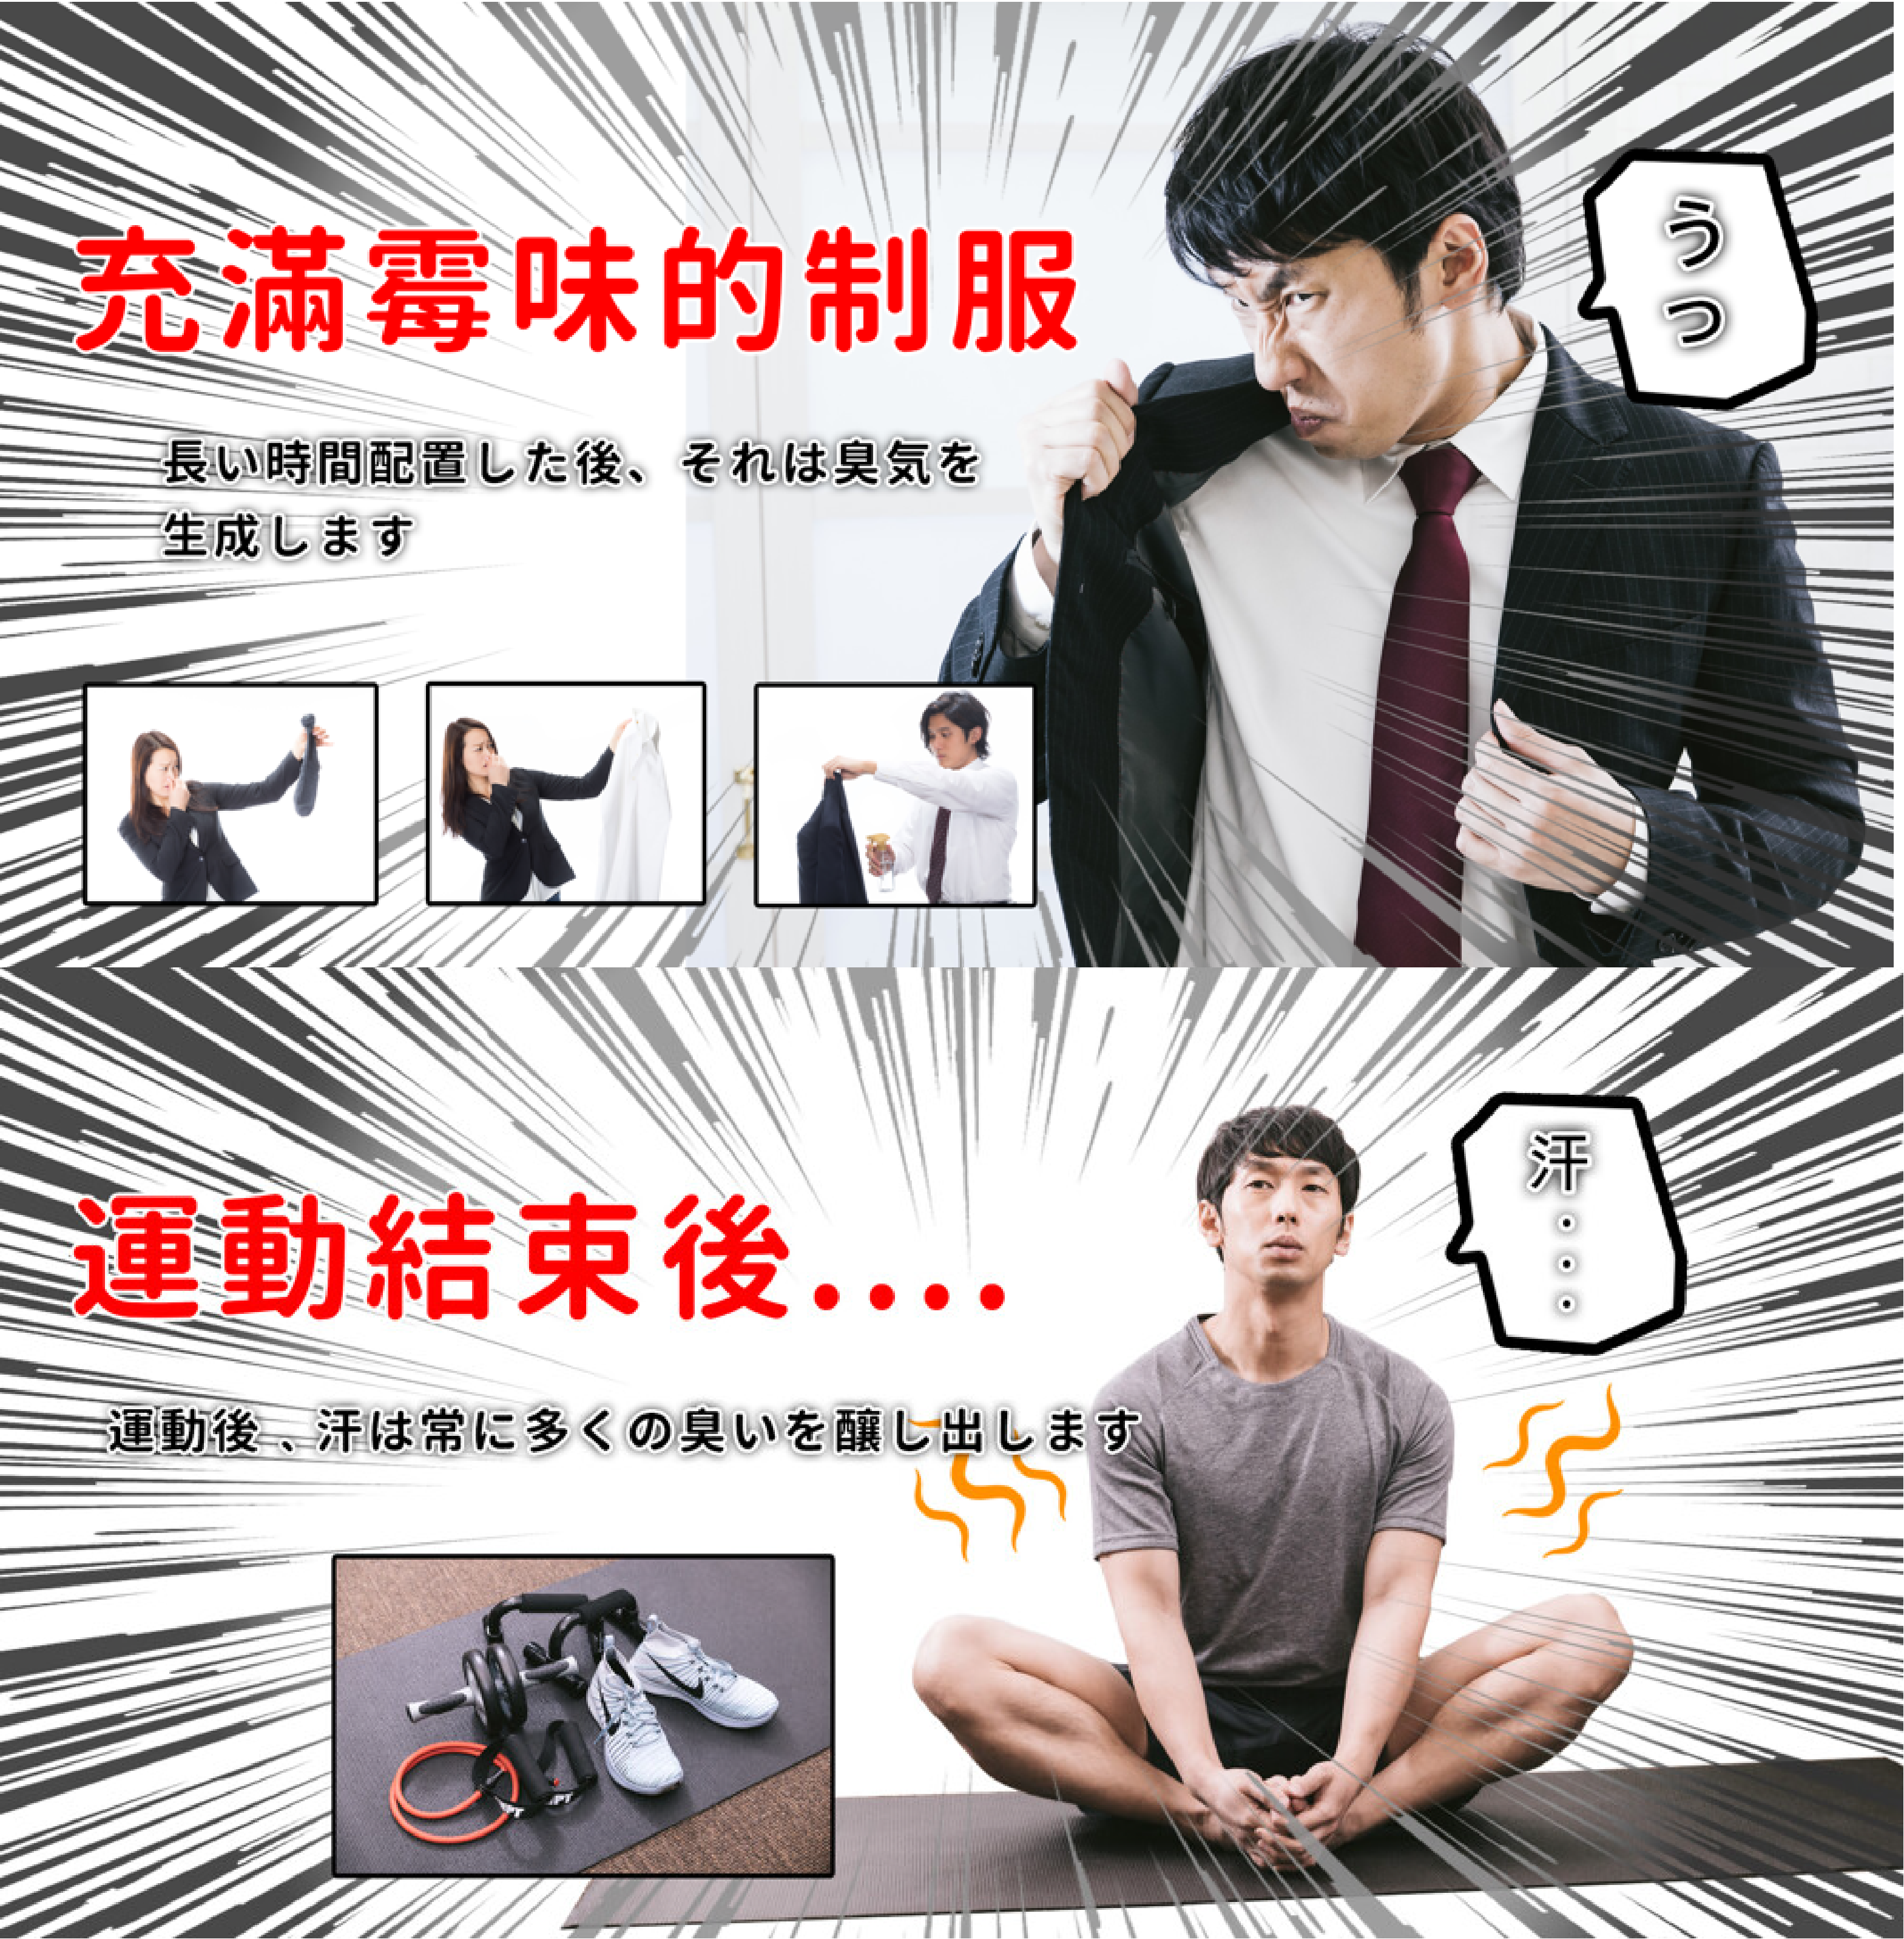 充滿霉味的制服
うっ
長い時間配置した後、それは臭気を
生成します
運動結束後....
汗・・・
運動後、汗は常に多くの臭いを醸し出します